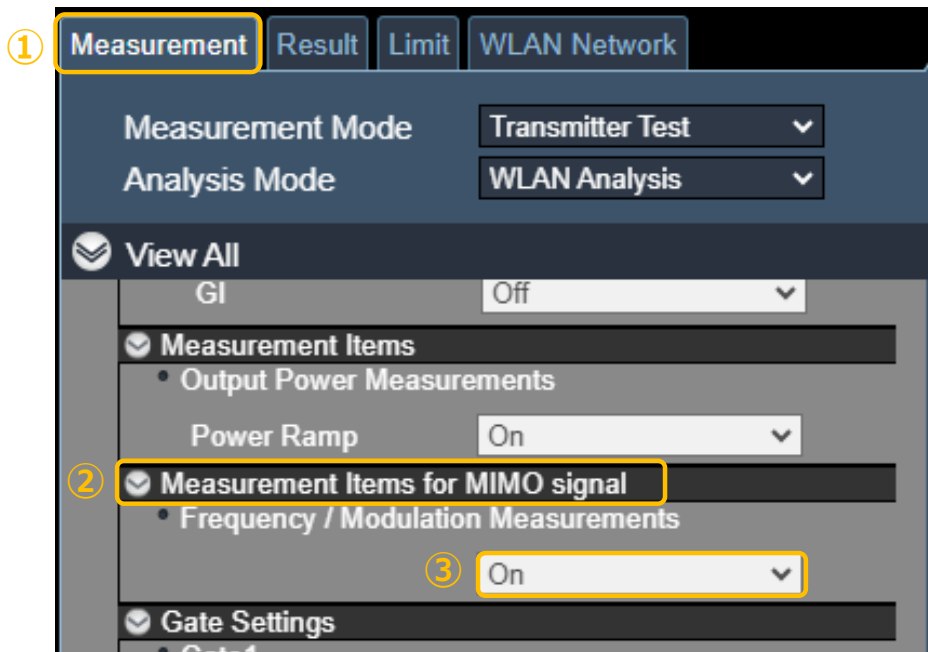 ① Measurement Result Limit WLAN Network
Measurement Mode Transmitter Test
Analysis Mode WLAN Analysis
View All
GI Off
Measurement Items
• Output Power Measurements
Power Ramp On
② Measurement Items for MIMO signal
• Frequency / Modulation Measurements
③ On
Gate Settings
• Gate1